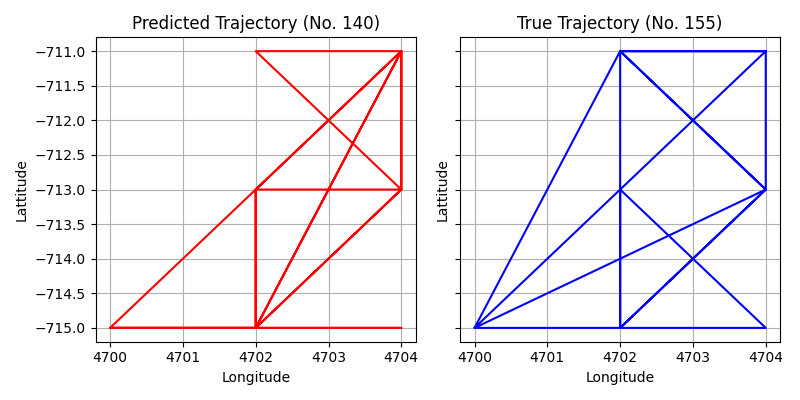 Predicted Trajectory (No. 140)
True Trajectory (No. 155)
−711.0
−711.5
−712.0
−712.5
−713.0
−713.5
−714.0
−714.5
−715.0
Lattitude
Lattitude
4700 4701 4702 4703 4704
4700 4701 4702 4703 4704
Longitude
Longitude